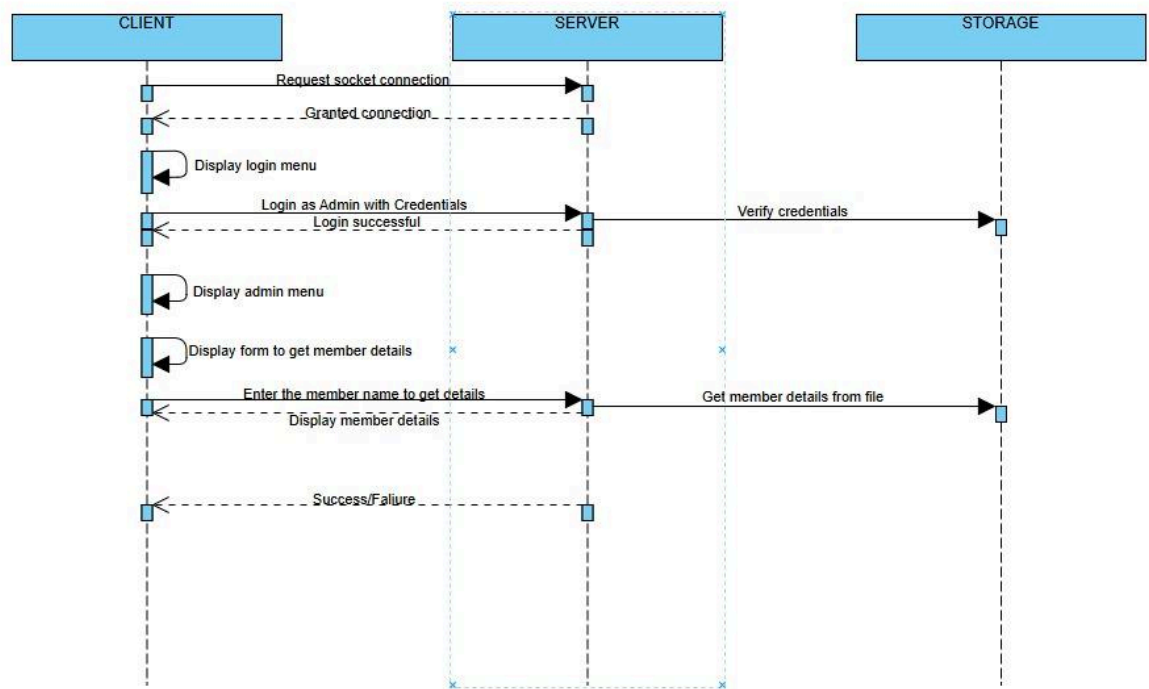 CLIENT
SERVER
STORAGE
Request socket connection
Granted connection
Display login menu
Login as Admin with Credentials
Verify credentials
Login successful
Display admin menu
Display form to get member details
Enter the member name to get details
Get member details from file
Display member details
Success/Faliure